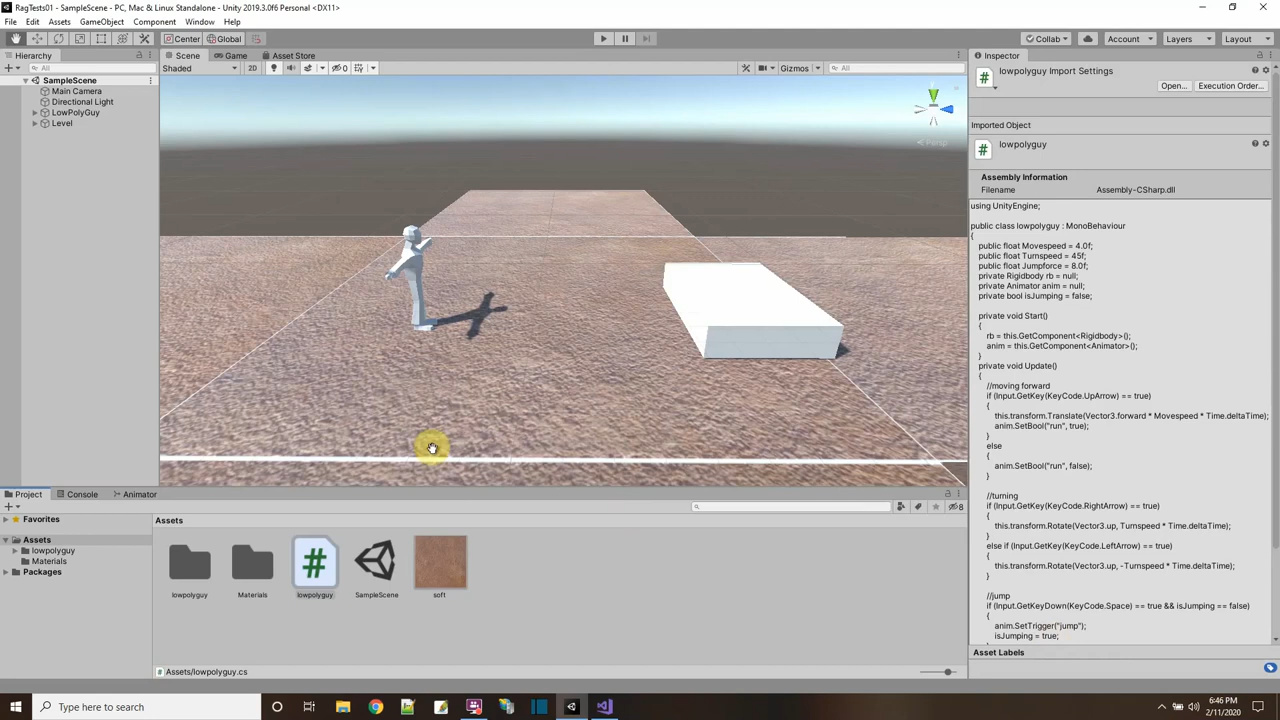 RagTests01 - SampleScene - PC, Mac & Linux Standalone - Unity 2019.3.0f6 Personal <DX11>
File Edit Assets GameObject Component Window Help
Center Global Collab Account Layers Layout
Hierarchy
All
SampleScene
Main Camera
Directional Light
LowPolyGuy
Level
Scene Game Asset Store
Shaded 2D 0 Gizmos All
Persp
Inspector
lowpolyguy Import Settings
Open... Execution Order...
Imported Object
lowpolyguy
Assembly Information
Filename Assembly-CSharp.dll
using UnityEngine;
public class lowpolyguy : MonoBehaviour
{
public float Movespeed = 4.0f;
public float Turnspeed = 45f;
public float Jumpforce = 8.0f;
private Rigidbody rb = null;
private Animator anim = null;
private bool isJumping = false;
private void Start()
{
rb = this.GetComponent<Rigidbody>();
anim = this.GetComponent<Animator>();
}
private void Update()
{
//moving forward
if (Input.GetKey(KeyCode.UpArrow) == true)
{
this.transform.Translate(Vector3.forward * Movespeed * Time.deltaTime);
anim.SetBool("run", true);
}
else
{
anim.SetBool("run", false);
}
//turning
if (Input.GetKey(KeyCode.RightArrow) == true)
{
this.transform.Rotate(Vector3.up, Turnspeed * Time.deltaTime);
}
else if (Input.GetKey(KeyCode.LeftArrow) == true)
{
this.transform.Rotate(Vector3.up, -Turnspeed * Time.deltaTime);
}
//jump
if (Input.GetKeyDown(KeyCode.Space) == true && isJumping == false)
{
anim.SetTrigger("jump");
isJumping = true;
Asset Labels
Project Console Animator
8
Favorites
Assets
lowpolyguy
Materials
Packages
Assets
lowpolyguy Materials lowpolyguy SampleScene soft
Assets/lowpolyguy.cs
Type here to search
6:46 PM
2/11/2020